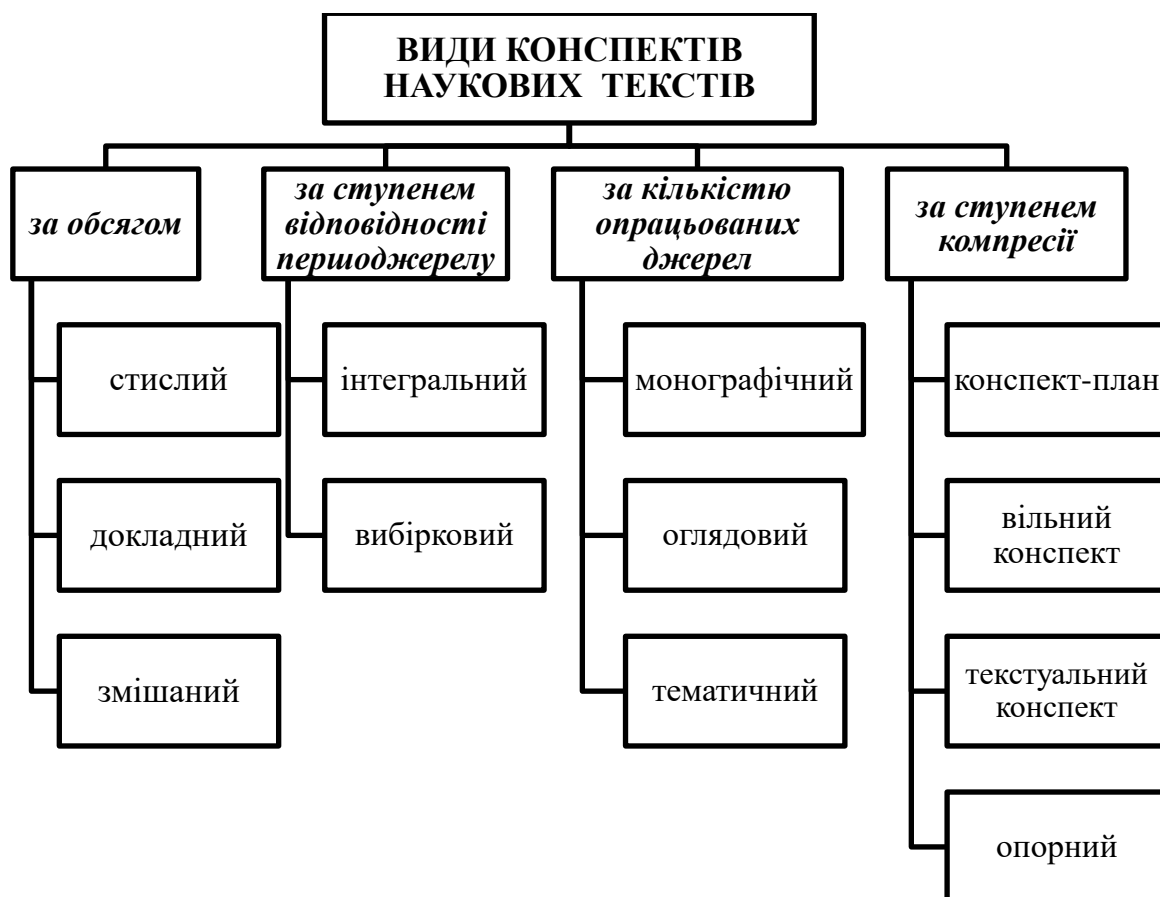 ВИДИ КОНСПЕКТІВ
НАУКОВИХ ТЕКСТІВ
за обсягом
стислий
докладний
змішаний
за ступенем
відповідності
першоджерелу
інтегральний
вибірковий
за кількістю
опрацьованих
джерел
монографічний
оглядовий
тематичний
за ступенем
компресії
конспект-план
вільний
конспект
текстуальний
конспект
опорний